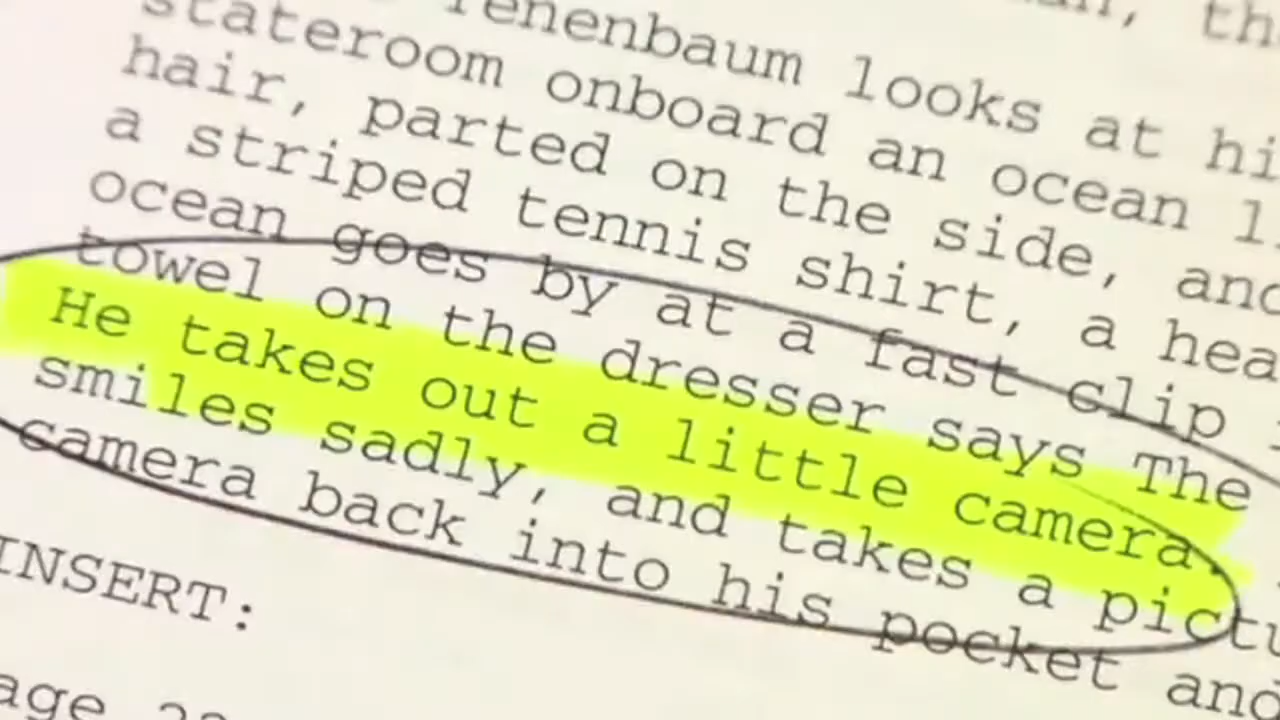 Tenenbaum looks at hi
stateroom onboard an ocean l
hair, parted on the side, and
a striped tennis shirt, a hea
ocean goes by at a fast clip
towel on the dresser says The
He takes out a little camera,
smiles sadly, and takes a pictu
camera back into his pocket and
INSERT:
age